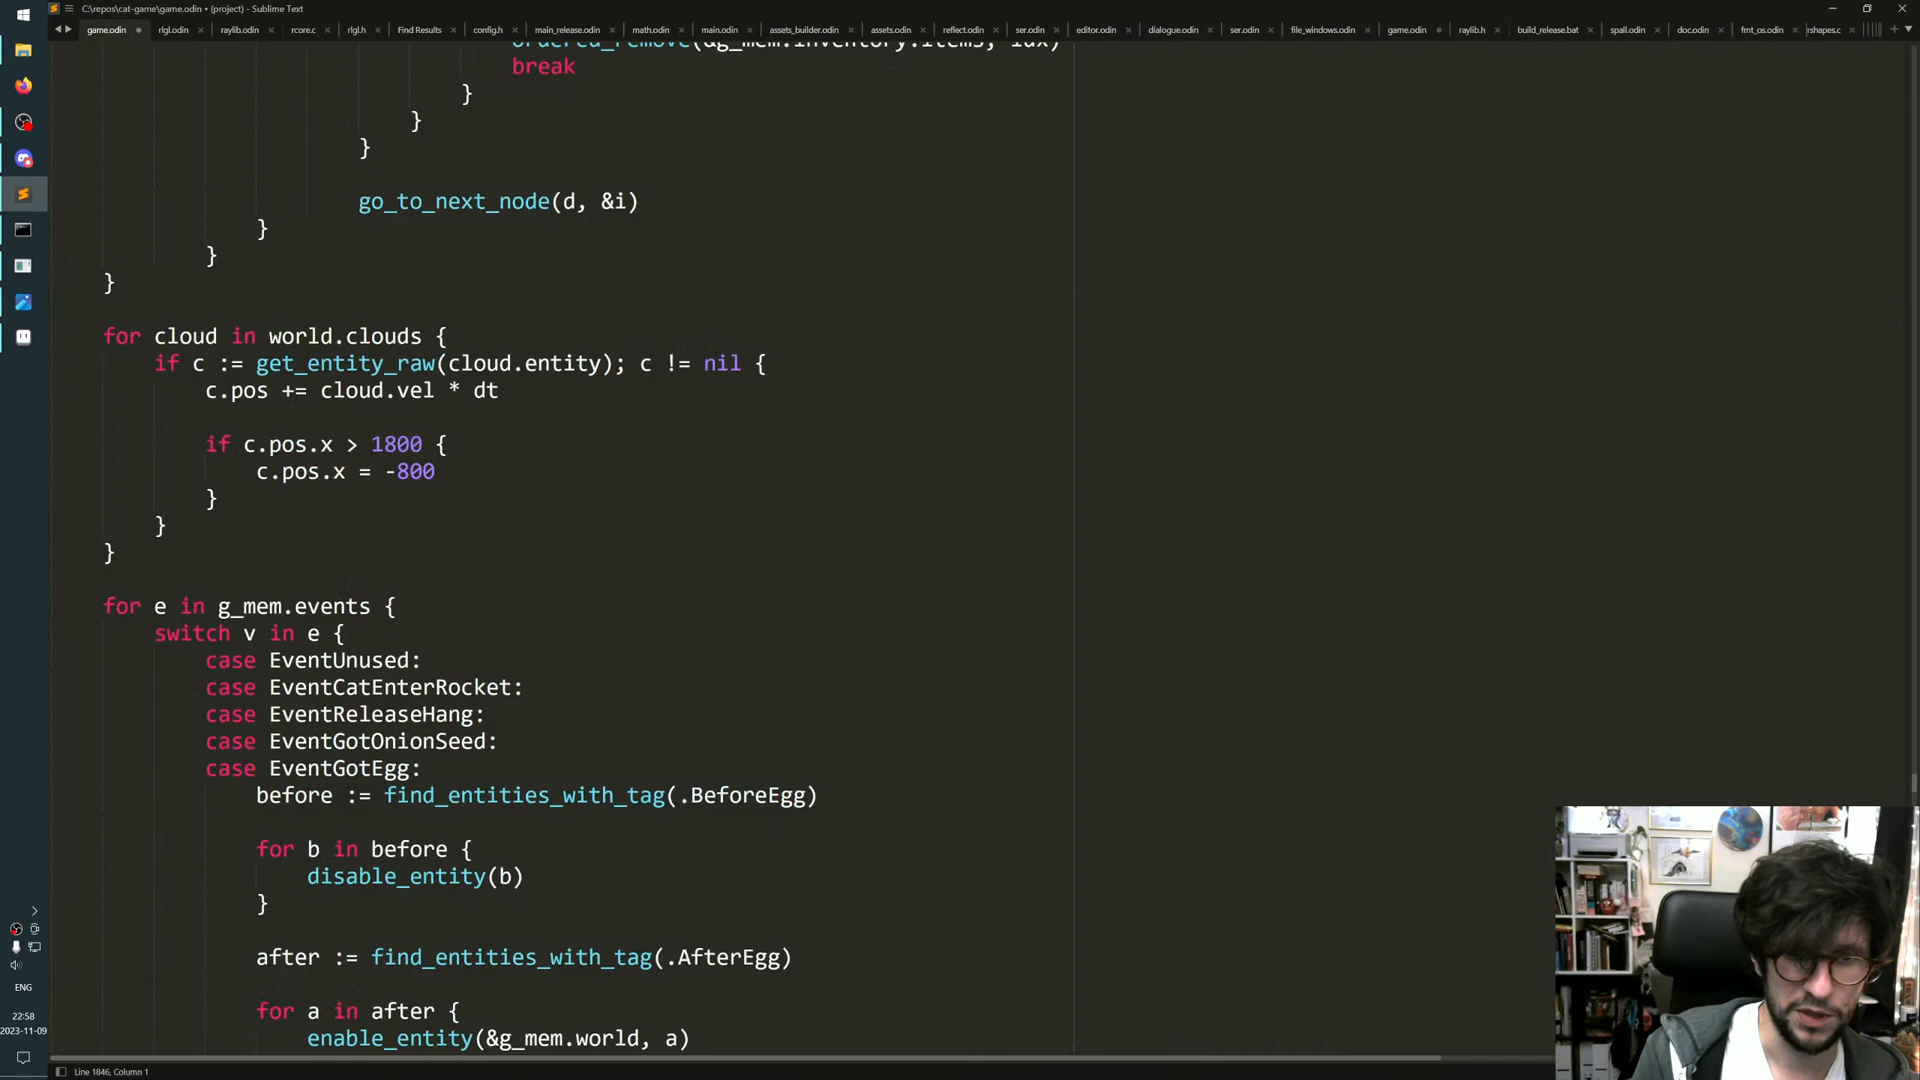 C:\repos\cat-game\game.odin • (project) - Sublime Text
game.odin rlgl.odin raylib.odin rcore.c rlgl.h Find Results config.h main_release.odin math.odin main.odin assets_builder.odin assets.odin reflect.odin ser.odin editor.odin dialogue.odin ser.odin file_windows.odin game.odin raylib.h build_release.bat spall.odin doc.odin fmt_os.odin rshapes.c
ordered_remove(&g_mem.inventory.items, idx)
break
}
}
}
go_to_next_node(d, &i)
}
}
}
for cloud in world.clouds {
if c := get_entity_raw(cloud.entity); c != nil {
c.pos += cloud.vel * dt
if c.pos.x > 1800 {
c.pos.x = -800
}
}
}
for e in g_mem.events {
switch v in e {
case EventUnused:
case EventCatEnterRocket:
case EventReleaseHang:
case EventGotOnionSeed:
case EventGotEgg:
before := find_entities_with_tag(.BeforeEgg)
for b in before {
disable_entity(b)
}
after := find_entities_with_tag(.AfterEgg)
for a in after {
enable_entity(&g_mem.world, a)
ENG
22:58
2023-11-09
Line 1846, Column 1